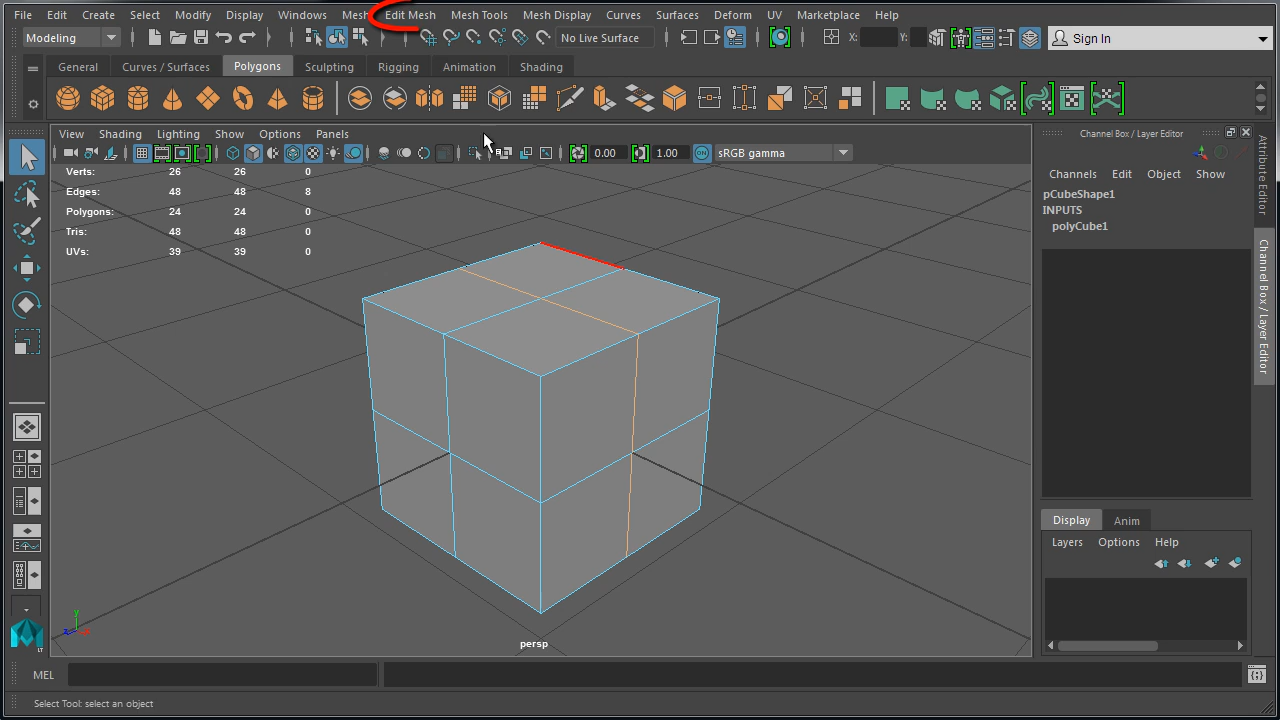 File Edit Create Select Modify Display Windows Mesh Edit Mesh Mesh Tools Mesh Display Curves Surfaces Deform UV Marketplace Help
Modeling No Live Surface X: Y: Sign In
General Curves / Surfaces Polygons Sculpting Rigging Animation Shading
View Shading Lighting Show Options Panels
0.00 1.00 sRGB gamma
Verts: 26 26 0
Edges: 48 48 8
Polygons: 24 24 0
Tris: 48 48 0
UVs: 39 39 0
y
z
persp
LT
Channel Box / Layer Editor
Channels Edit Object Show
pCubeShape1
INPUTS
polyCube1
Attribute Editor
Channel Box / Layer Editor
Display Anim
Layers Options Help
MEL
Select Tool: select an object